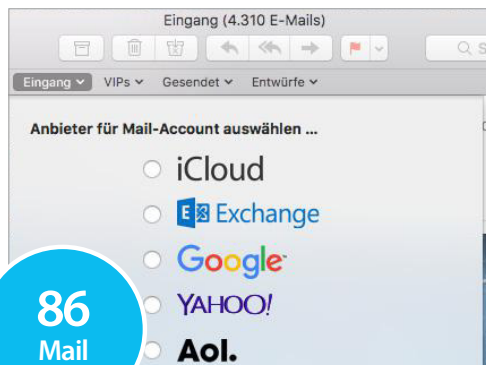 Eingang (4.310 E-Mails)
Eingang VIPs Gesendet Entwürfe
Anbieter für Mail-Account auswählen ...
iCloud
E Exchange
Google
YAHOO!
Aol.
86
Mail